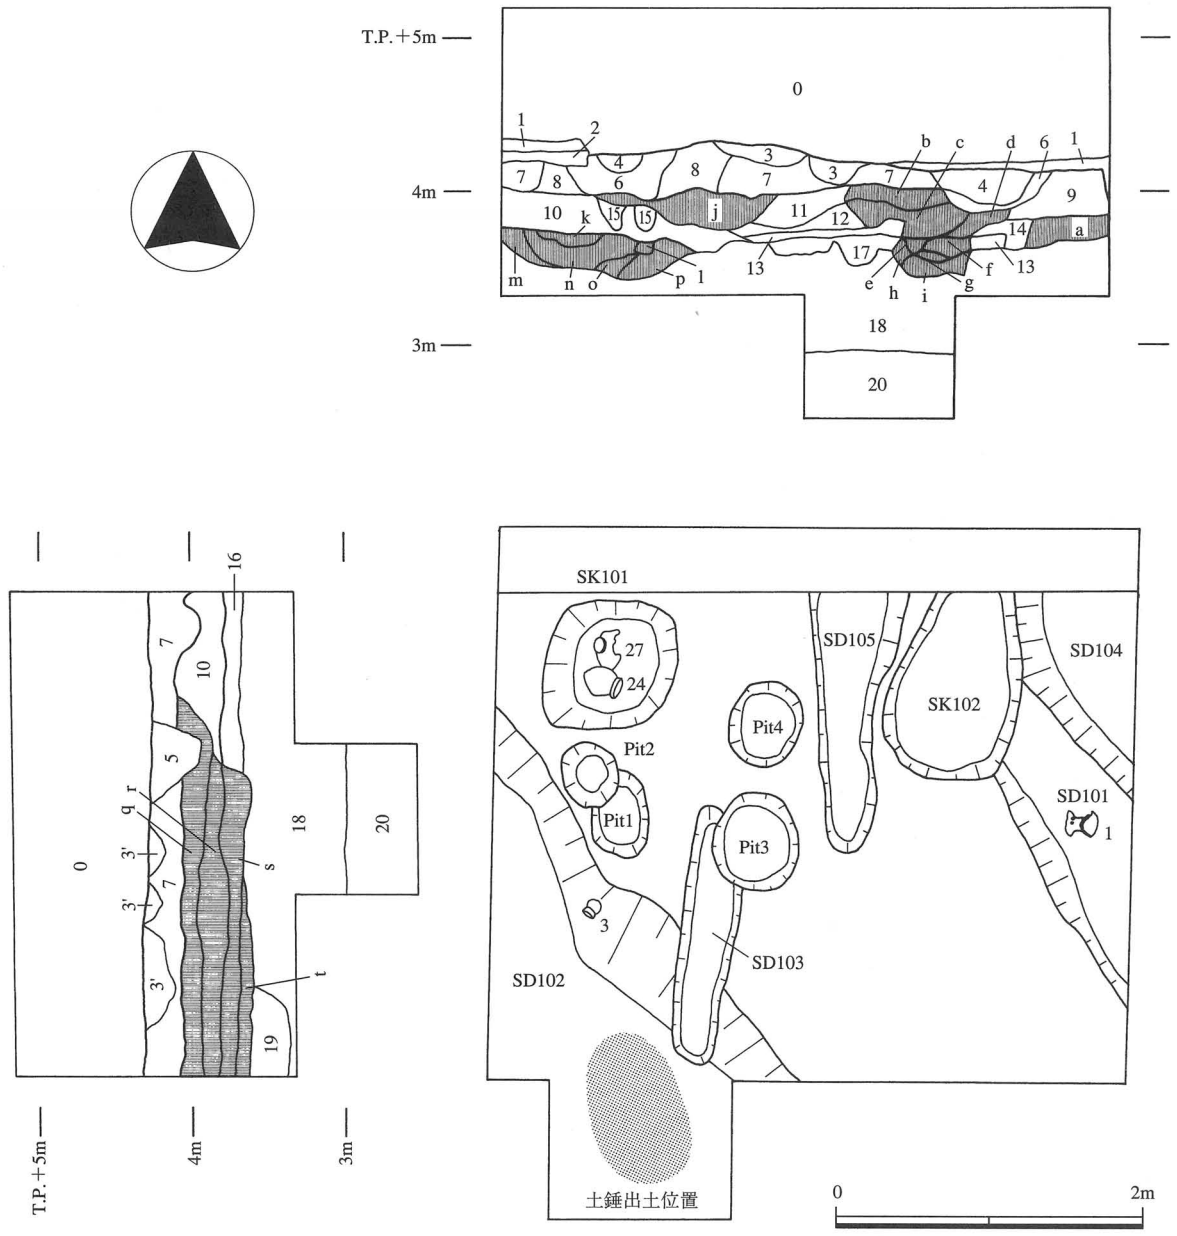 T.P.+5m
0
1
2
b
c
d
6
1
4
3
7
8
6
8
7
3
7
4
9
10
k
15
15
j
11
12
14
a
m
n
o
p
l
13
17
e
h
i
g
f
13
4m
3m
18
20
16
7
10
5
r
q
3'
3'
7
3'
0
18
20
s
t
19
T.P.+5m
4m
3m
SK101
27
24
SD105
SK102
SD104
Pit4
Pit2
Pit1
Pit3
SD101
1
3
SD103
SD102
土錘出土位置
0
2m